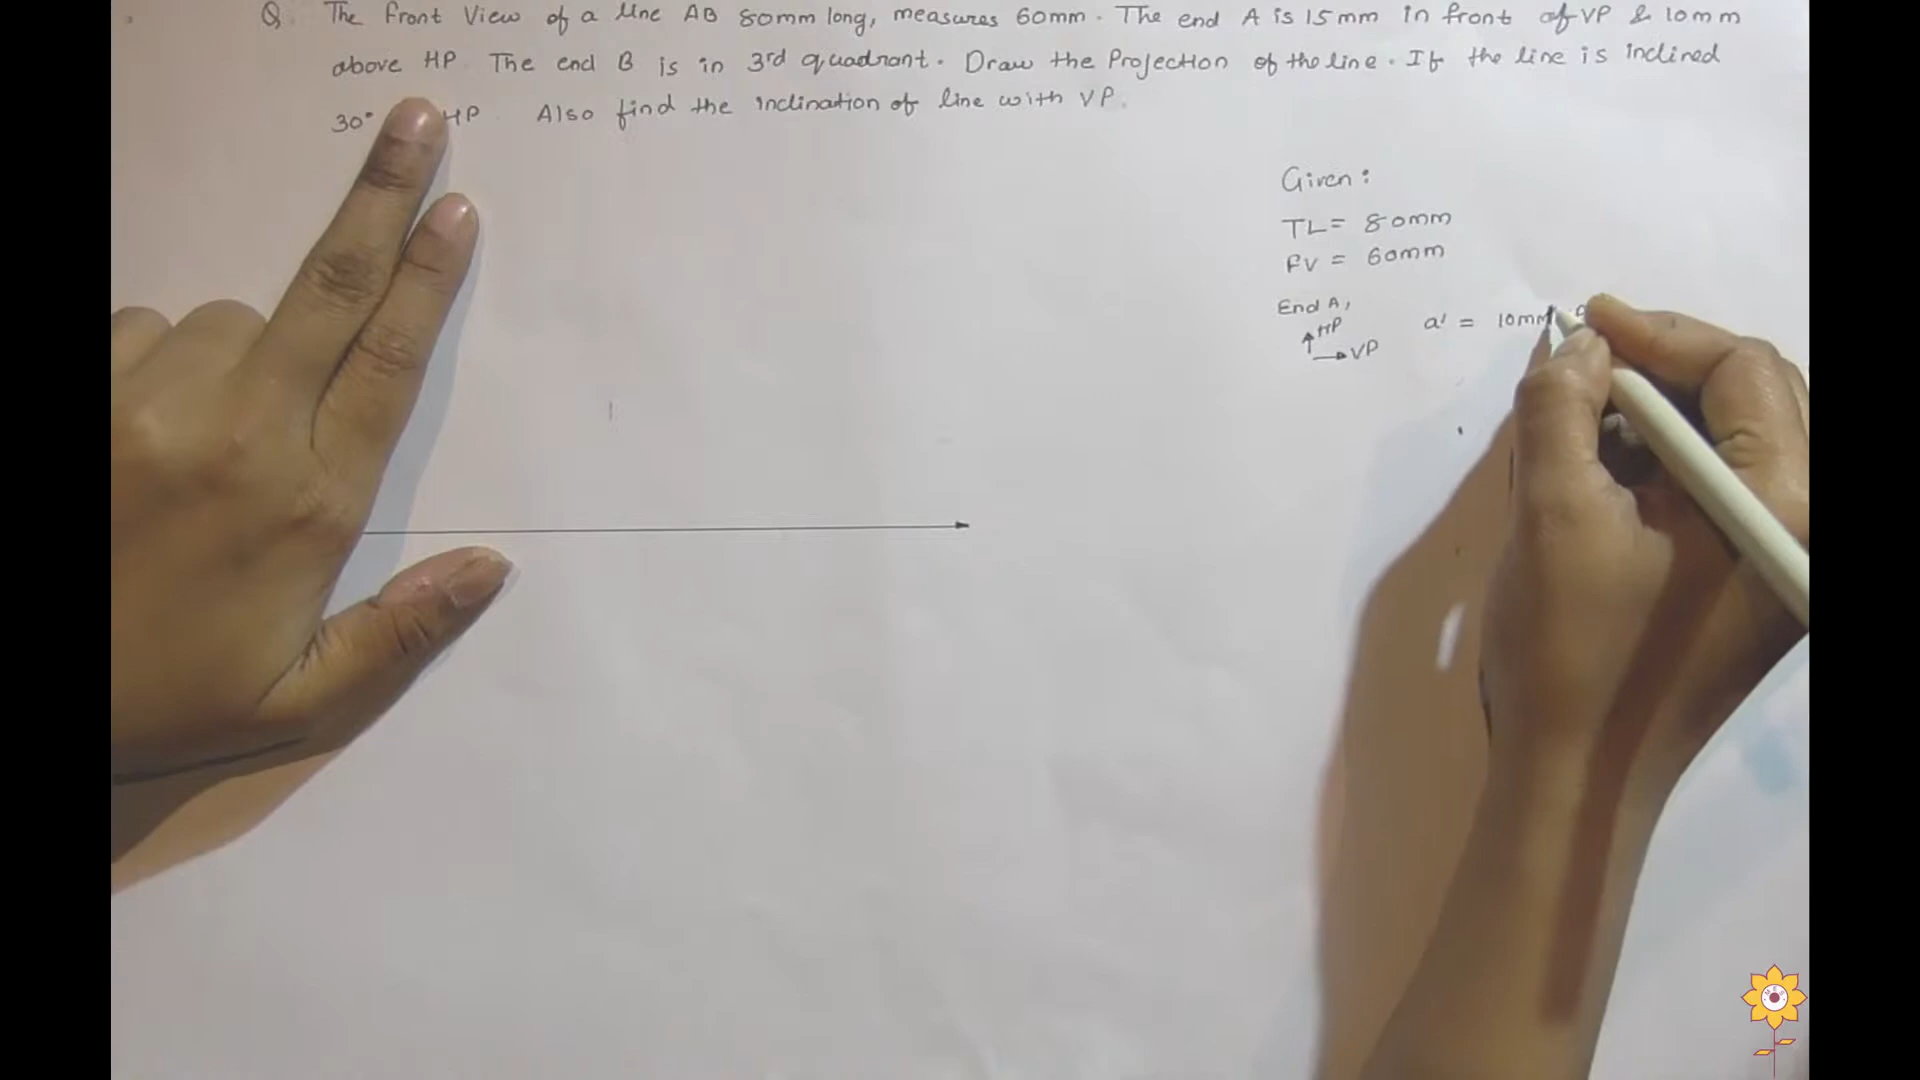 Q. The Front View of a line AB 80mm long, measures 60mm. The end A is 15 mm in front of VP & 10mm
above HP. The end B is in 3rd quadrant. Draw the Projection of the line. If the line is inclined
30° HP Also find the inclination of line with VP.
Given:
TL = 80mm
FV = 60mm
End A,
↑HP
→VP
a' = 10mm